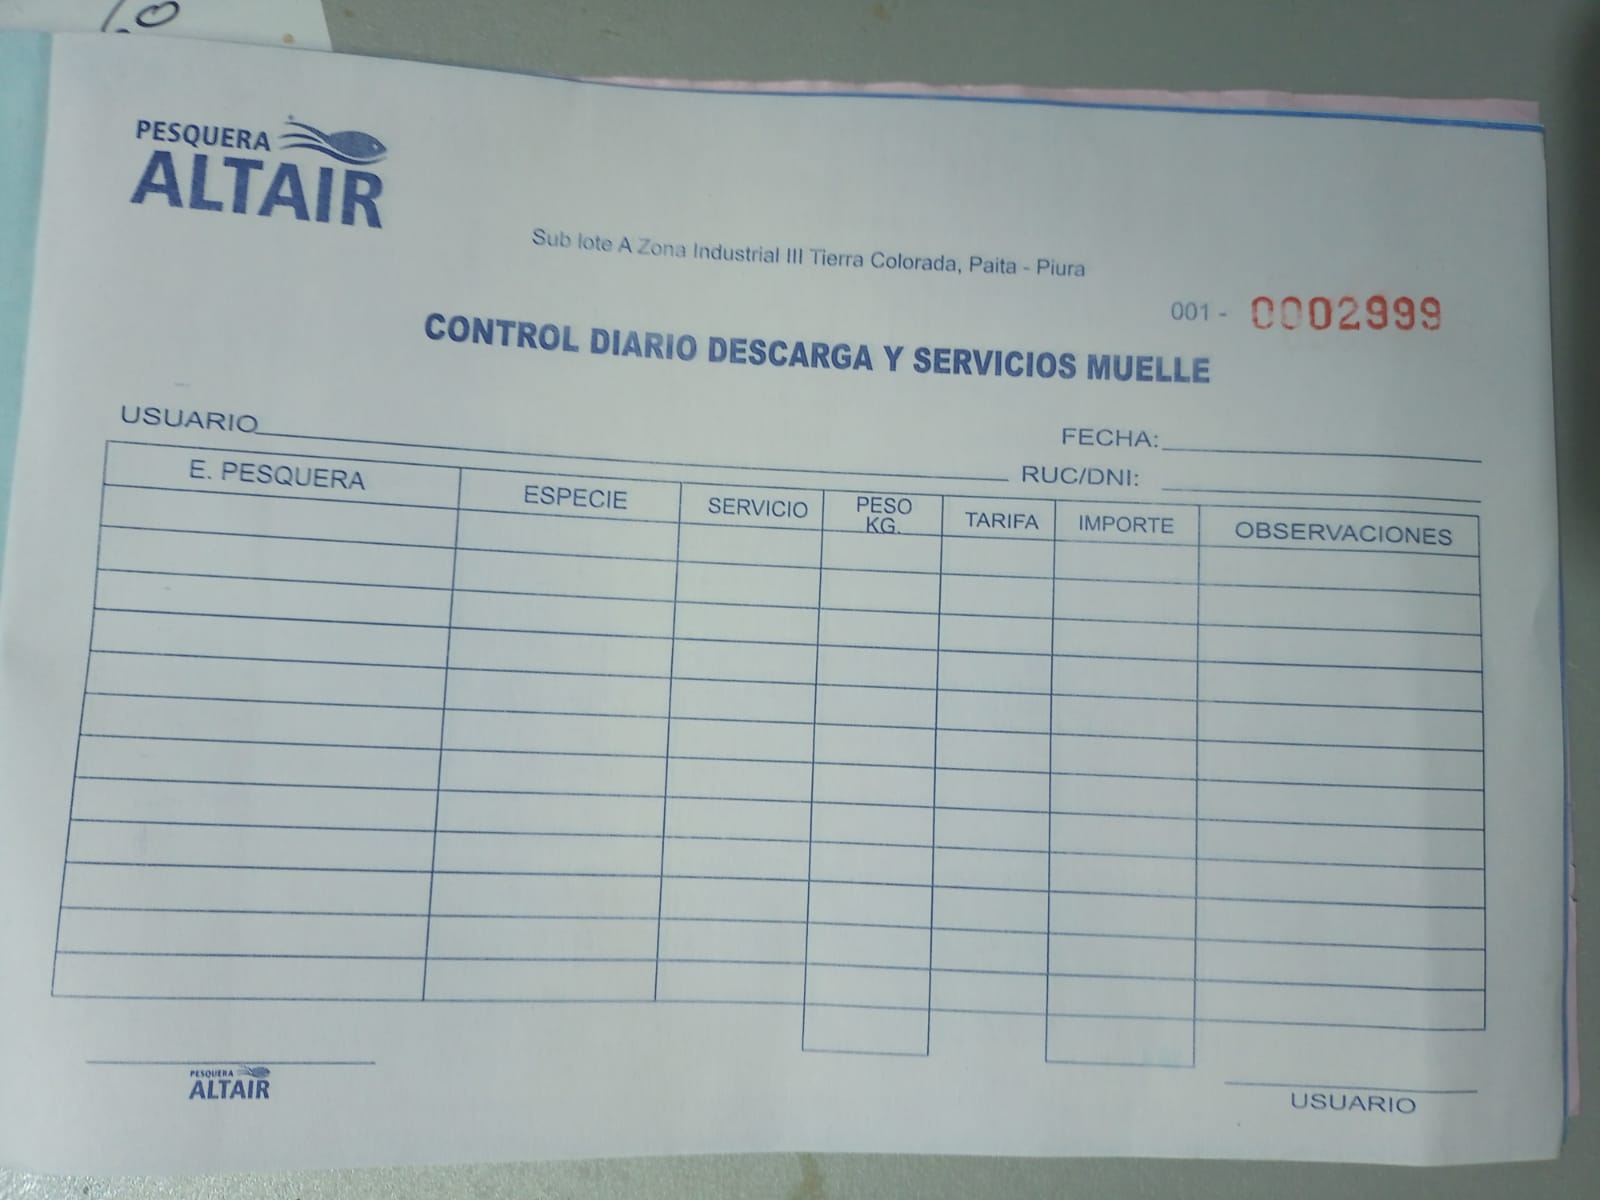 PESQUERA
ALTAIR
Sub lote A Zona Industrial III Tierra Colorada, Paita - Piura
001 - 0002999
CONTROL DIARIO DESCARGA Y SERVICIOS MUELLE
USUARIO
FECHA:
RUC/DNI:
E. PESQUERA ESPECIE SERVICIO PESO KG. TARIFA IMPORTE OBSERVACIONES
PESQUERA
ALTAIR
USUARIO